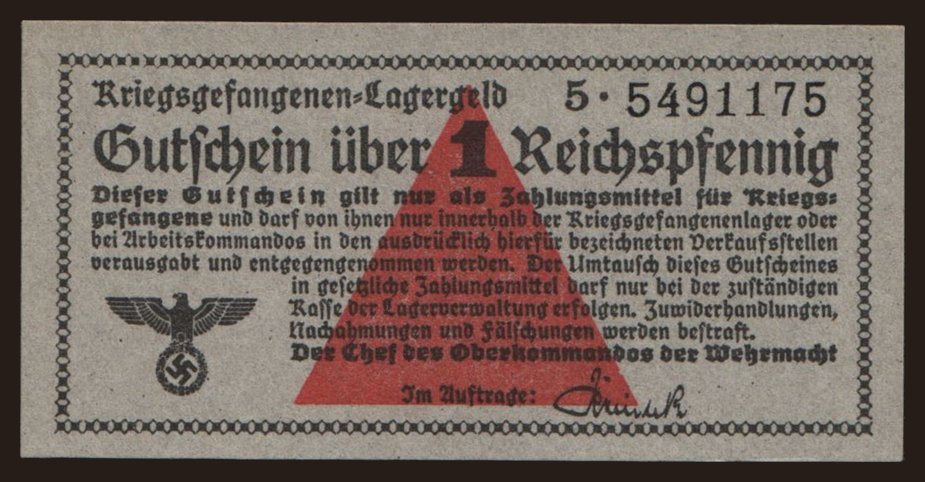 Kriegsgefangenen-Lagergeld 5 · 5491175
Gutschein über 1 Reichspfennig
Dieser Gutschein gilt nur als Zahlungsmittel für Kriegs-
gefangene und darf von ihnen nur innerhalb der Kriegsgefangenenlager oder
bei Arbeitskommandos in den ausdrücklich hierfür bezeichneten Verkaufsstellen
verausgabt und entgegengenommen werden. Der Umtausch dieses Gutscheines
in gesetzliche Zahlungsmittel darf nur bei der zuständigen
Kasse der Lagerverwaltung erfolgen. Zuwiderhandlungen,
Nachahmungen und Fälschungen werden bestraft.
Der Chef des Oberkommandos der Wehrmacht
Im Auftrage: